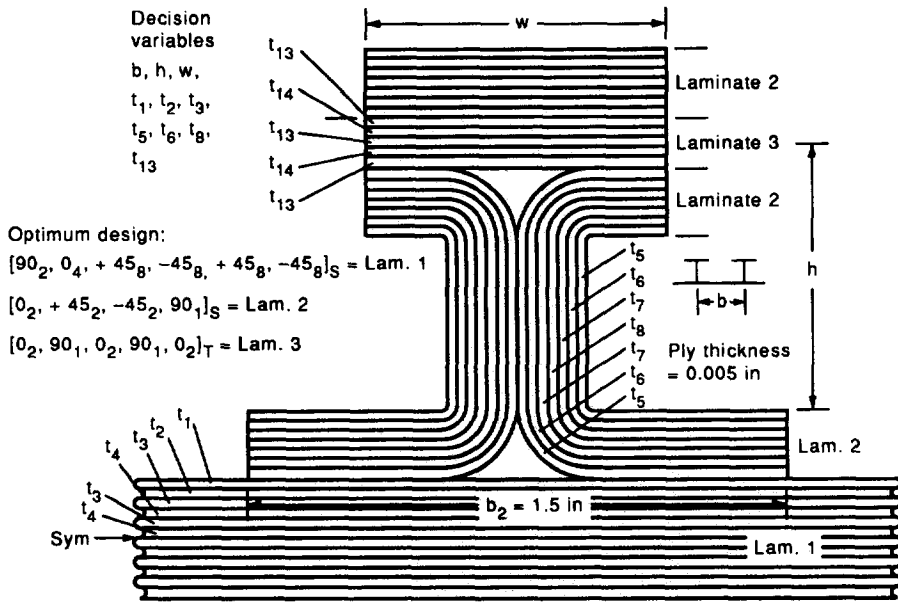 Decision
variables
b, h, w,
t1, t2, t3,
t5, t6, t8,
t13
w
t13
t14
t13
t14
t13
Laminate 2
Laminate 3
Laminate 2
h
b
Optimum design:
[902, 04, + 458, −458, + 458, −458]S = Lam. 1
[02, + 452, −452, 901]S = Lam. 2
[02, 901, 02, 901, 02]T = Lam. 3
t5
t6
t7
t8
t7
t6
t5
Ply thickness
= 0.005 in
t1
t2
t3
t4
t3
t4
Sym
b2 = 1.5 in
Lam. 2
Lam. 1